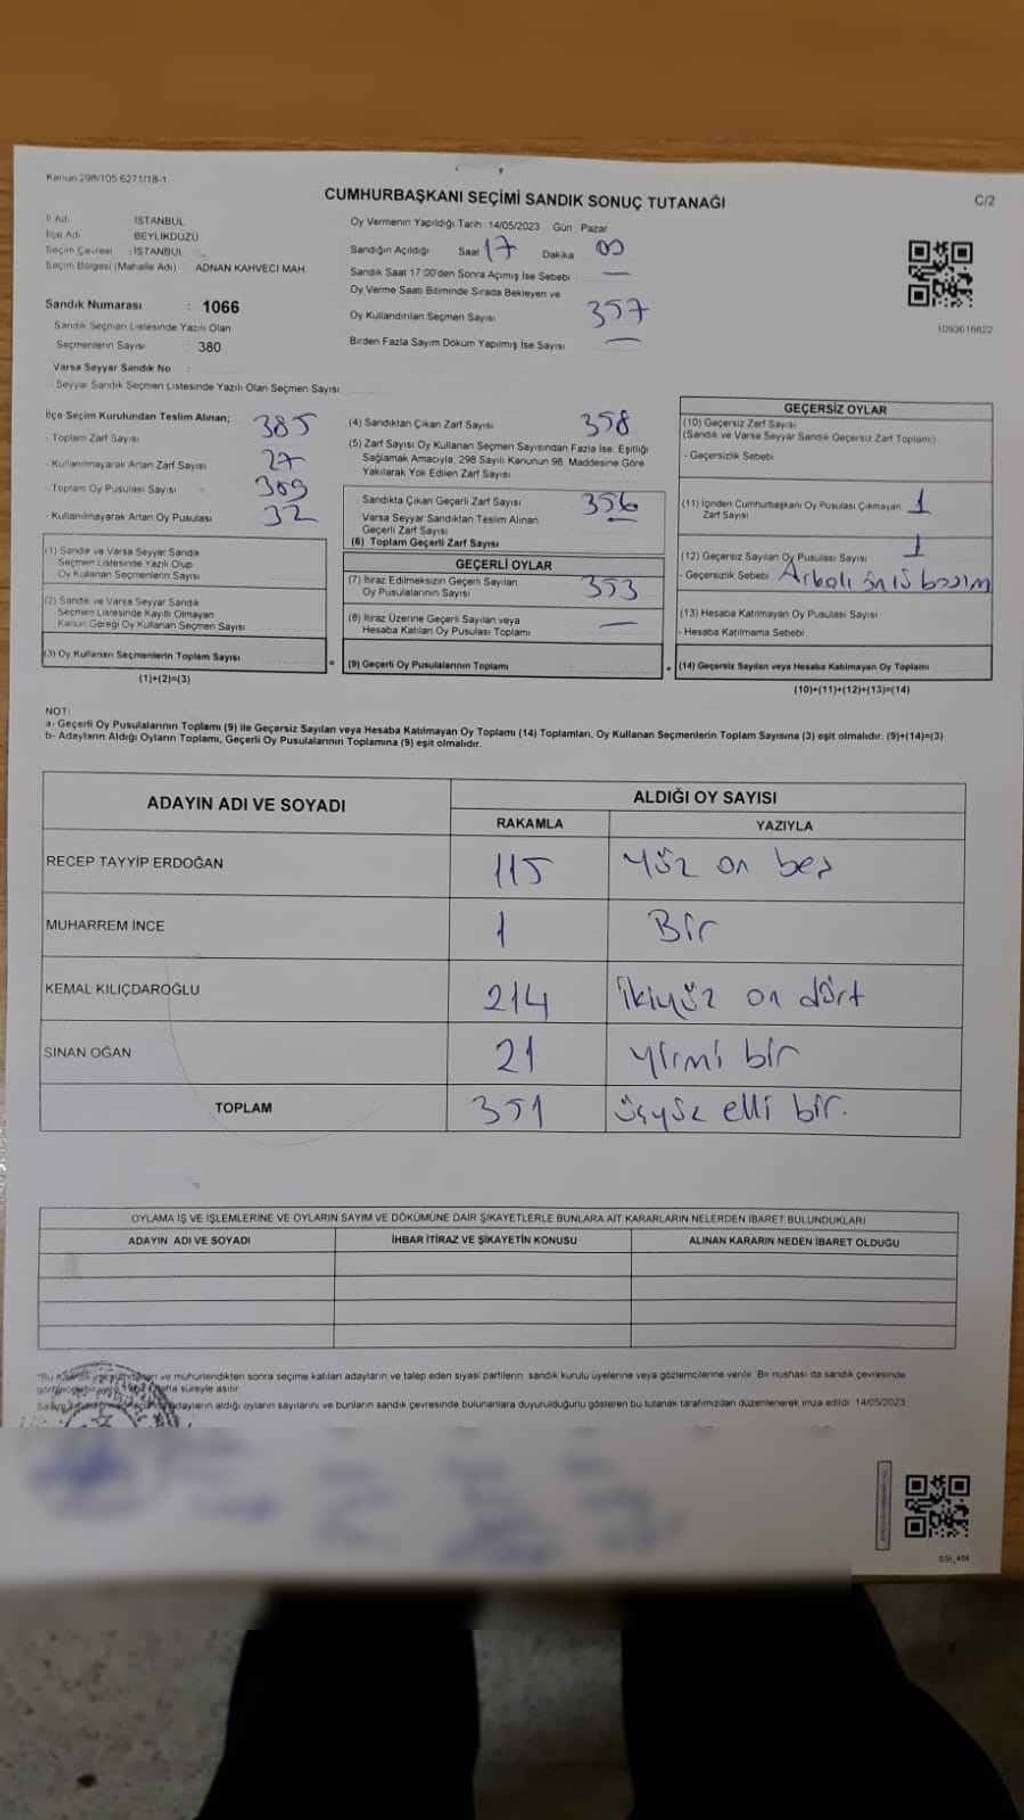 Kanun 298/105 6271/18-1
CUMHURBAŞKANI SEÇİMİ SANDIK SONUÇ TUTANAĞI
C/2
İl Adı : İSTANBUL
İlçe Adı : BEYLİKDÜZÜ
Seçim Çevresi : İSTANBUL
Seçim Bölgesi (Mahalle Adı) : ADNAN KAHVECİ MAH.
Sandık Numarası : 1066
Sandık Seçmen Listesinde Yazılı Olan
Seçmenlerin Sayısı : 380
Varsa Seyyar Sandık No :
Seyyar Sandık Seçmen Listesinde Yazılı Olan Seçmen Sayısı
Oy Vermenin Yapıldığı Tarih : 14/05/2023 Gün : Pazar
Sandığın Açıldığı Saat 17 Dakika 00
Sandık Saat 17:00'den Sonra Açılmış İse Sebebi —
Oy Verme Saati Bitiminde Sırada Bekleyen ve
Oy Kullandırılan Seçmen Sayısı 357
Birden Fazla Sayım Döküm Yapılmış İse Sayısı —
1093616822
İlçe Seçim Kurulundan Teslim Alınan;
- Toplam Zarf Sayısı 385
- Kullanılmayarak Artan Zarf Sayısı 27
- Toplam Oy Pusulası Sayısı 389
- Kullanılmayarak Artan Oy Pusulası 32
(1) Sandık ve Varsa Seyyar Sandık
Seçmen Listesinde Yazılı Olup
Oy Kullanan Seçmenlerin Sayısı
(2) Sandık ve Varsa Seyyar Sandık
Seçmen Listesinde Kayıtlı Olmayan
Kanun Gereği Oy Kullanan Seçmen Sayısı
(3) Oy Kullanan Seçmenlerin Toplam Sayısı
(1)+(2)=(3)
(4) Sandıktan Çıkan Zarf Sayısı 358
(5) Zarf Sayısı Oy Kullanan Seçmen Sayısından Fazla İse, Eşitliği
Sağlamak Amacıyla, 298 Sayılı Kanunun 98. Maddesine Göre
Yakılarak Yok Edilen Zarf Sayısı
Sandıkta Çıkan Geçerli Zarf Sayısı 356
Varsa Seyyar Sandıktan Teslim Alınan
Geçerli Zarf Sayısı —
(6) Toplam Geçerli Zarf Sayısı
GEÇERLİ OYLAR
(7) İtiraz Edilmeksizin Geçerli Sayılan
Oy Pusulalarının Sayısı 353
(8) İtiraz Üzerine Geçerli Sayılan veya
Hesaba Katılan Oy Pusulası Toplamı —
(9) Geçerli Oy Pusulalarının Toplamı
GEÇERSİZ OYLAR
(10) Geçersiz Zarf Sayısı
(Sandık ve Varsa Seyyar Sandık Geçersiz Zarf Toplamı)
- Geçersizlik Sebebi
(11) İçinden Cumhurbaşkanı Oy Pusulası Çıkmayan
Zarf Sayısı 1
(12) Geçersiz Sayılan Oy Pusulası Sayısı 1
- Geçersizlik Sebebi Arkalı
(13) Hesaba Katılmayan Oy Pusulası Sayısı
- Hesaba Katılmama Sebebi
(14) Geçersiz Sayılan veya Hesaba Katılmayan Oy Toplamı
(10)+(11)+(12)+(13)=(14)
NOT:
a- Geçerli Oy Pusulalarının Toplamı (9) ile Geçersiz Sayılan veya Hesaba Katılmayan Oy Toplamı (14) Toplamları, Oy Kullanan Seçmenlerin Toplam Sayısına (3) eşit olmalıdır. (9)+(14)=(3)
b- Adayların Aldığı Oyların Toplamı, Geçerli Oy Pusulalarının Toplamına (9) eşit olmalıdır.
ADAYIN ADI VE SOYADI
ALDIĞI OY SAYISI
RAKAMLA YAZIYLA
RECEP TAYYİP ERDOĞAN 115 Yüz on beş
MUHARREM İNCE 1 Bir
KEMAL KILIÇDAROĞLU 214 İkiyüz on dört
SİNAN OĞAN 21 yirmi bir
TOPLAM 351 üçyüz elli bir.
OYLAMA İŞ VE İŞLEMLERİNE VE OYLARIN SAYIM VE DÖKÜMÜNE DAİR ŞİKAYETLERLE BUNLARA AİT KARARLARIN NELERDEN İBARET BULUNDUKLARI
ADAYIN ADI VE SOYADI İHBAR İTİRAZ VE ŞİKAYETİN KONUSU ALINAN KARARIN NEDEN İBARET OLDUĞU
ve mühürlendikten sonra seçime katılan adayların ve talep eden siyasi partilerin sandık kurulu üyelerine veya gözlemcilerine verilir. Bir nüshası da sandık çevresinde
süreyle asılır.
adayların aldığı oyların sayılarını ve bunların sandık çevresinde bulunanlara duyurulduğunu gösteren bu tutanak tarafımızdan düzenlenerek imza edildi. 14/05/2023